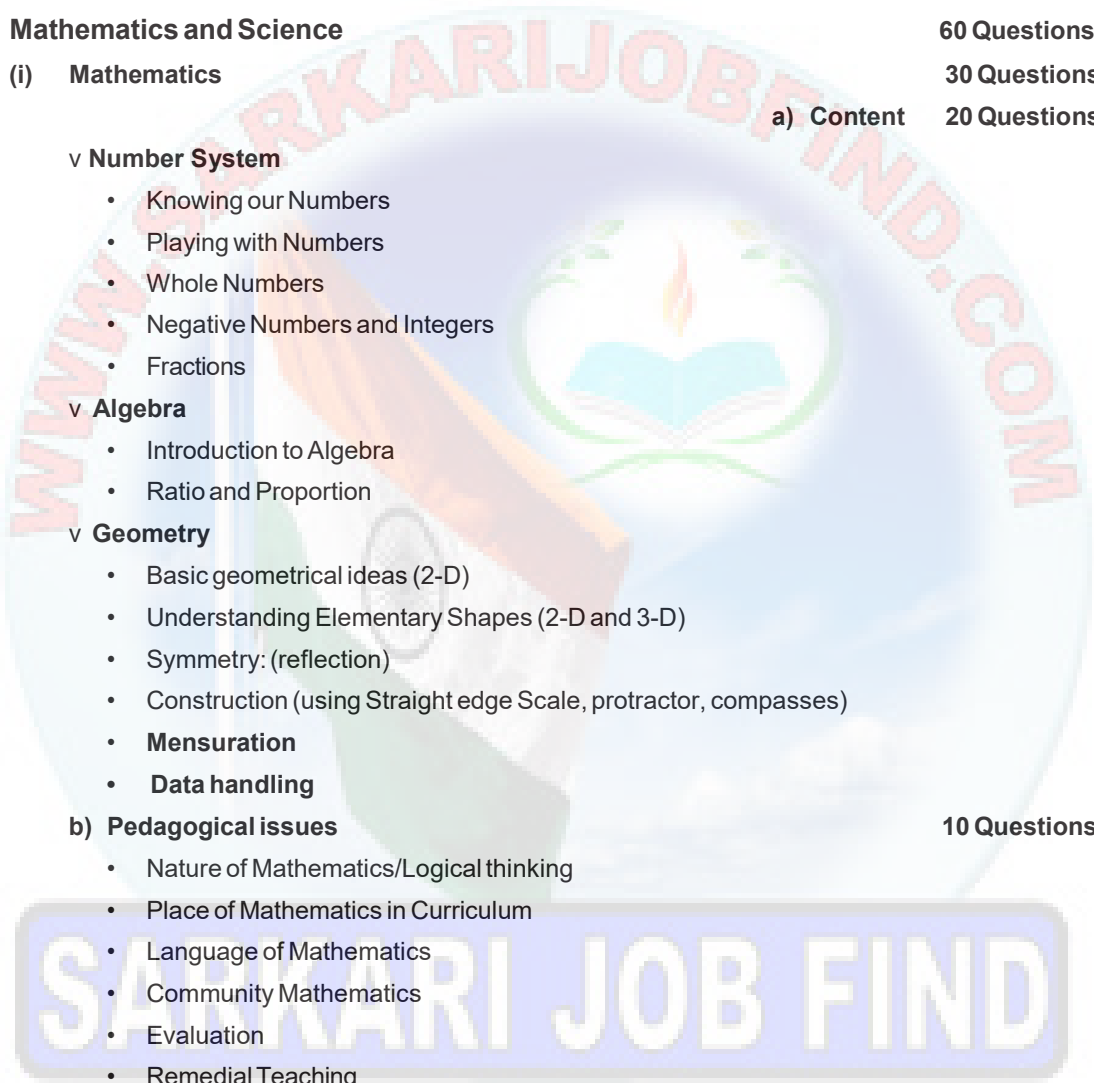 Mathematics and Science 60 Questions
(i) Mathematics 30 Questions
a) Content 20 Questions
v Number System
• Knowing our Numbers
• Playing with Numbers
• Whole Numbers
• Negative Numbers and Integers
• Fractions
v Algebra
• Introduction to Algebra
• Ratio and Proportion
v Geometry
• Basic geometrical ideas (2-D)
• Understanding Elementary Shapes (2-D and 3-D)
• Symmetry: (reflection)
• Construction (using Straight edge Scale, protractor, compasses)
• Mensuration
• Data handling
b) Pedagogical issues 10 Questions
• Nature of Mathematics/Logical thinking
• Place of Mathematics in Curriculum
• Language of Mathematics
• Community Mathematics
• Evaluation
• Remedial Teaching
WWW.SARKARIJOBFIND.COM
SARKARI JOB FIND